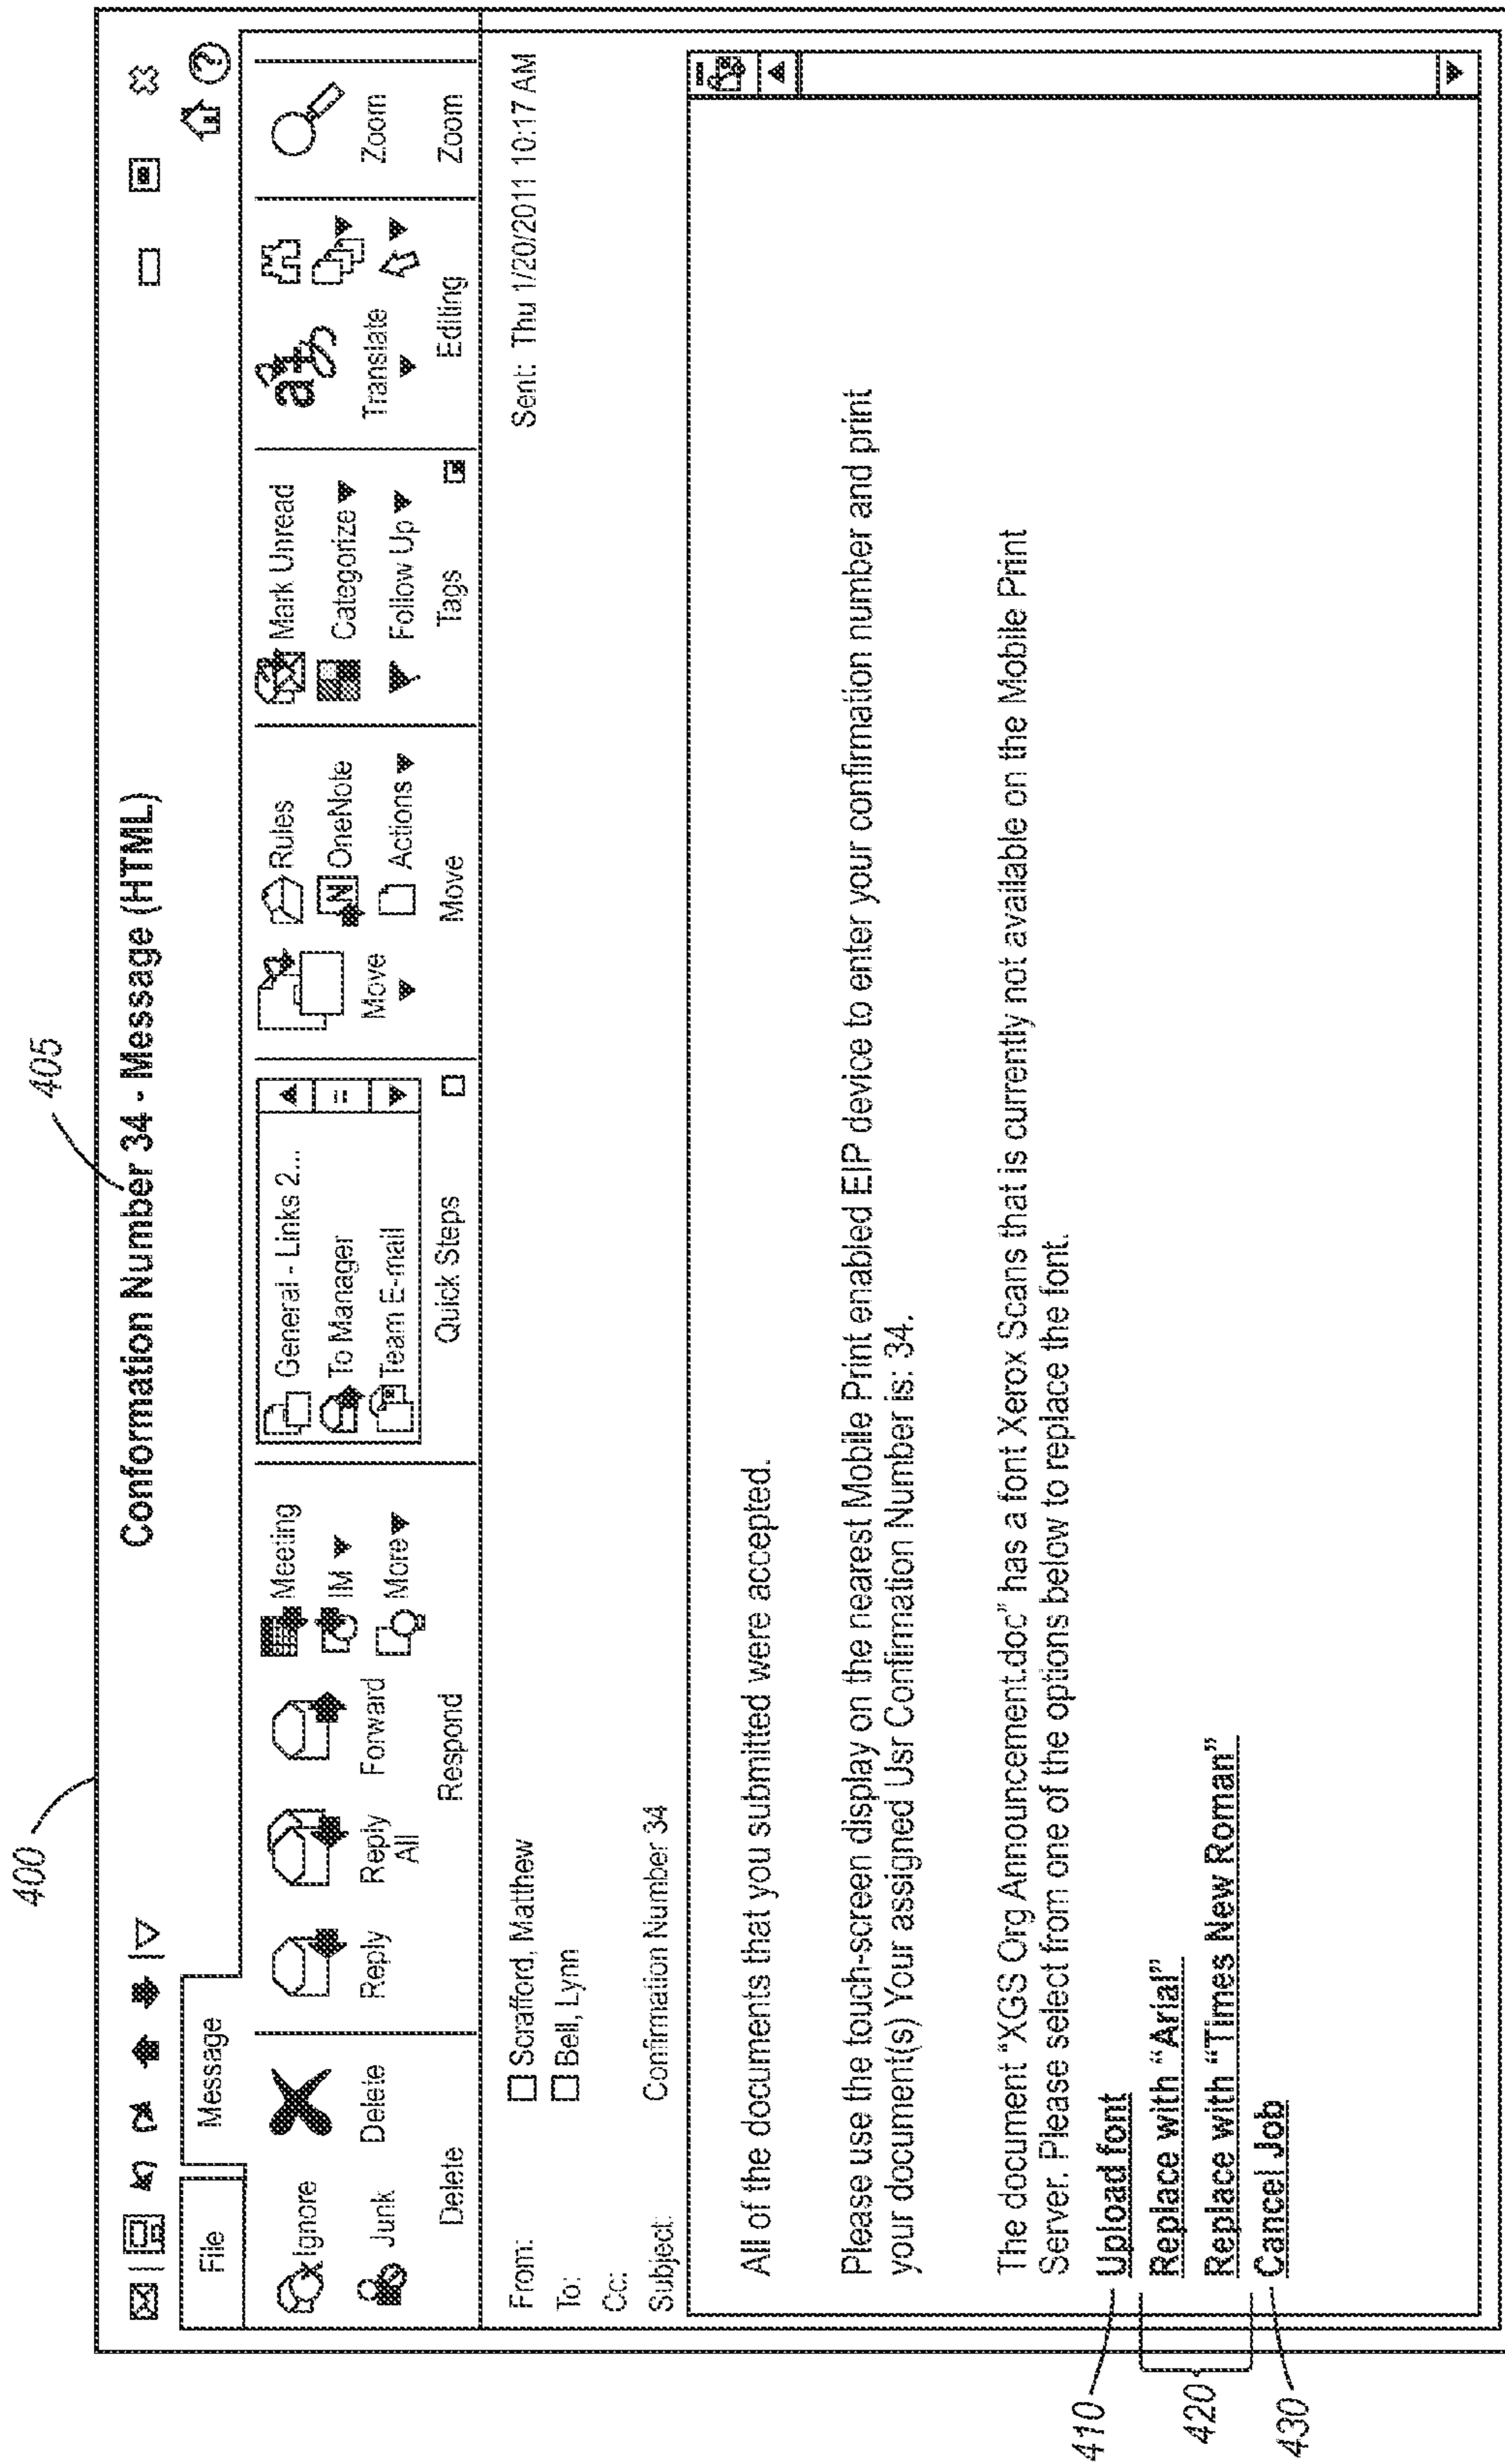 400
405
Conformation Number 34 - Message (HTML)
File
Message
Ignore
Junk
Delete
Delete
Reply
Reply
All
Forward
Meeting
IM
More
Respond
General - Links 2...
To Manager
Team E-mail
Quick Steps
Move
Rules
OneNote
Actions
Move
Mark Unread
Categorize
Follow Up
Tags
Translate
Editing
Zoom
Zoom
From: Scrafford, Matthew
Sent: Thu 1/20/2011 10:17 AM
To: Bell, Lynn
Cc:
Subject: Confirmation Number 34
All of the documents that you submitted were accepted.
Please use the touch-screen display on the nearest Mobile Print enabled EIP device to enter your confirmation number and print
your document(s) Your assigned Usr Confirmation Number is: 34.
The document “XGS Org Announcement.doc” has a font Xerox Scans that is currently not available on the Mobile Print
Server. Please select from one of the options below to replace the font.
410 Upload font
Replace with “Arial”
420
Replace with “Times New Roman”
430 Cancel Job